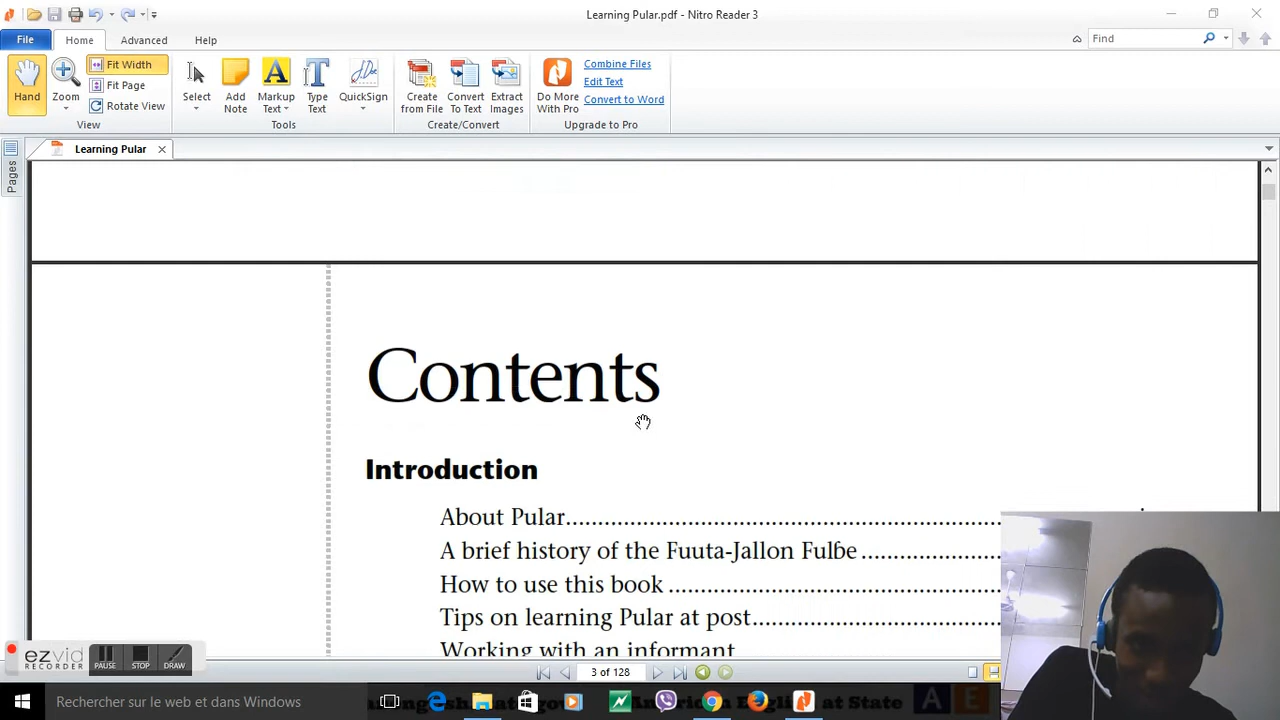 Learning Pular.pdf - Nitro Reader 3
File
Home
Advanced
Help
Find
Hand
Zoom
Fit Width
Fit Page
Rotate View
View
Select
Add Note
Markup Text
Type Text
QuickSign
Tools
Create from File
Convert To Text
Extract Images
Create/Convert
Do More With Pro
Combine Files
Edit Text
Convert to Word
Upgrade to Pro
Learning Pular
Pages
Contents
Introduction
About Pular
A brief history of the Fuuta-Jallon Fulɓe
How to use this book
Tips on learning Pular at post
Working with an informant
ezvid
RECORDER
PAUSE
STOP
DRAW
3 of 128
Rechercher sur le web et dans Windows
American English at State
A E